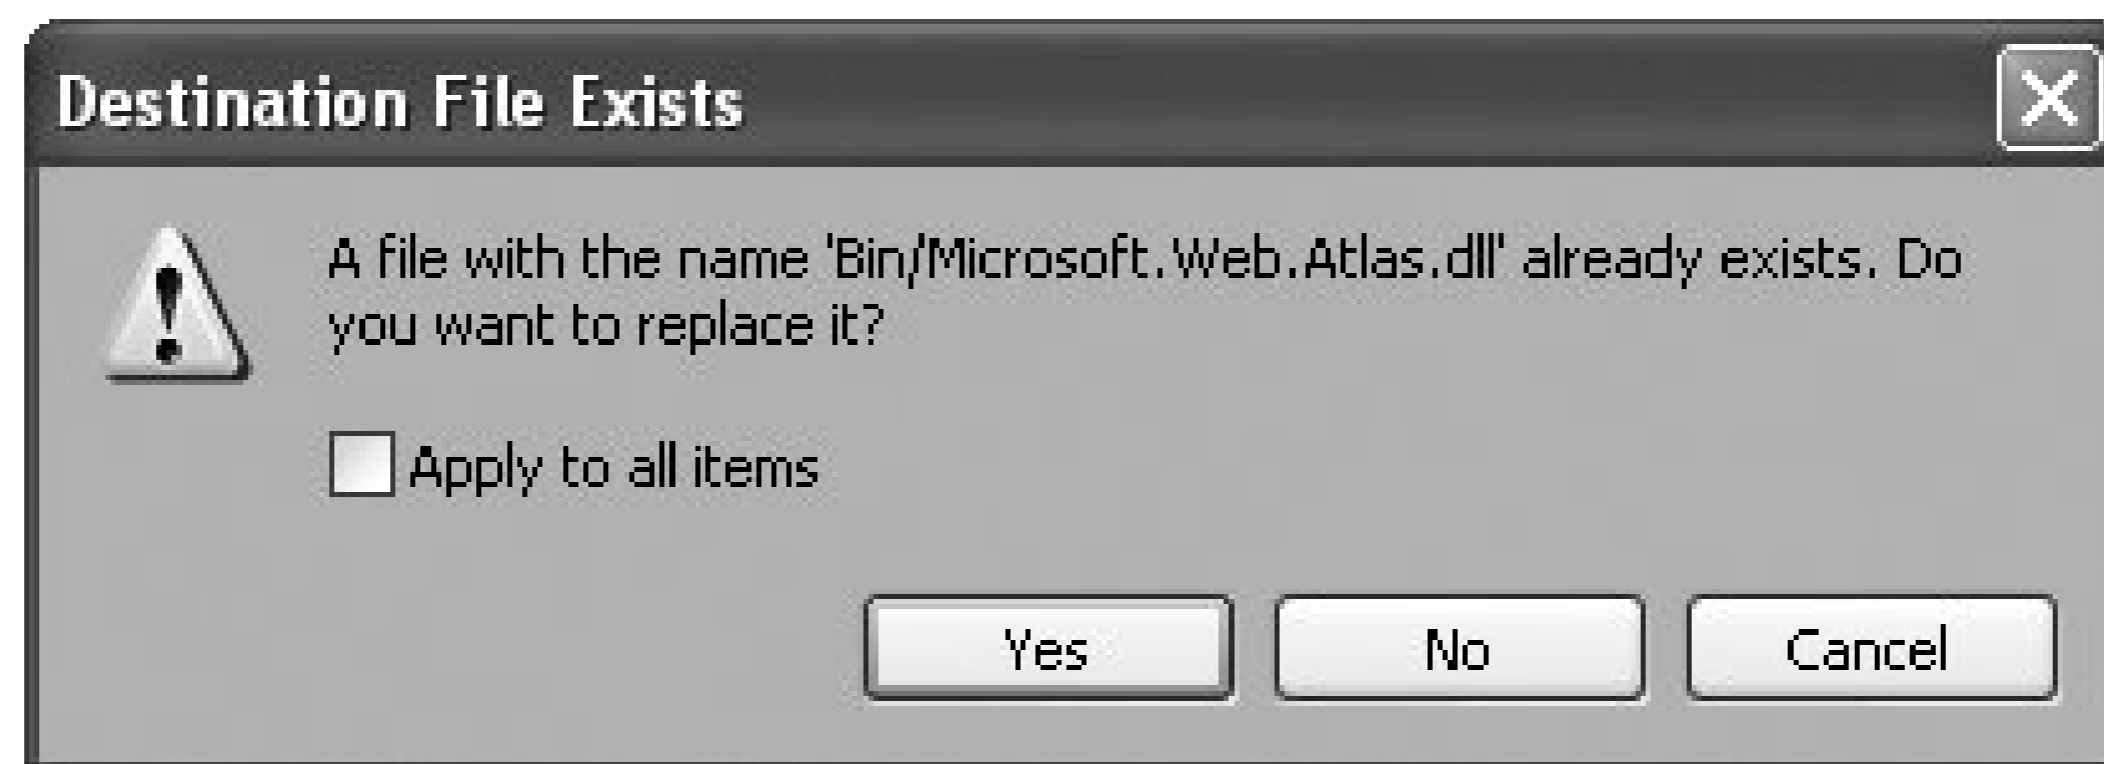 Destination File Exists
A file with the name 'Bin/Microsoft.Web.Atlas.dll' already exists. Do
you want to replace it?
Apply to all items
Yes No Cancel